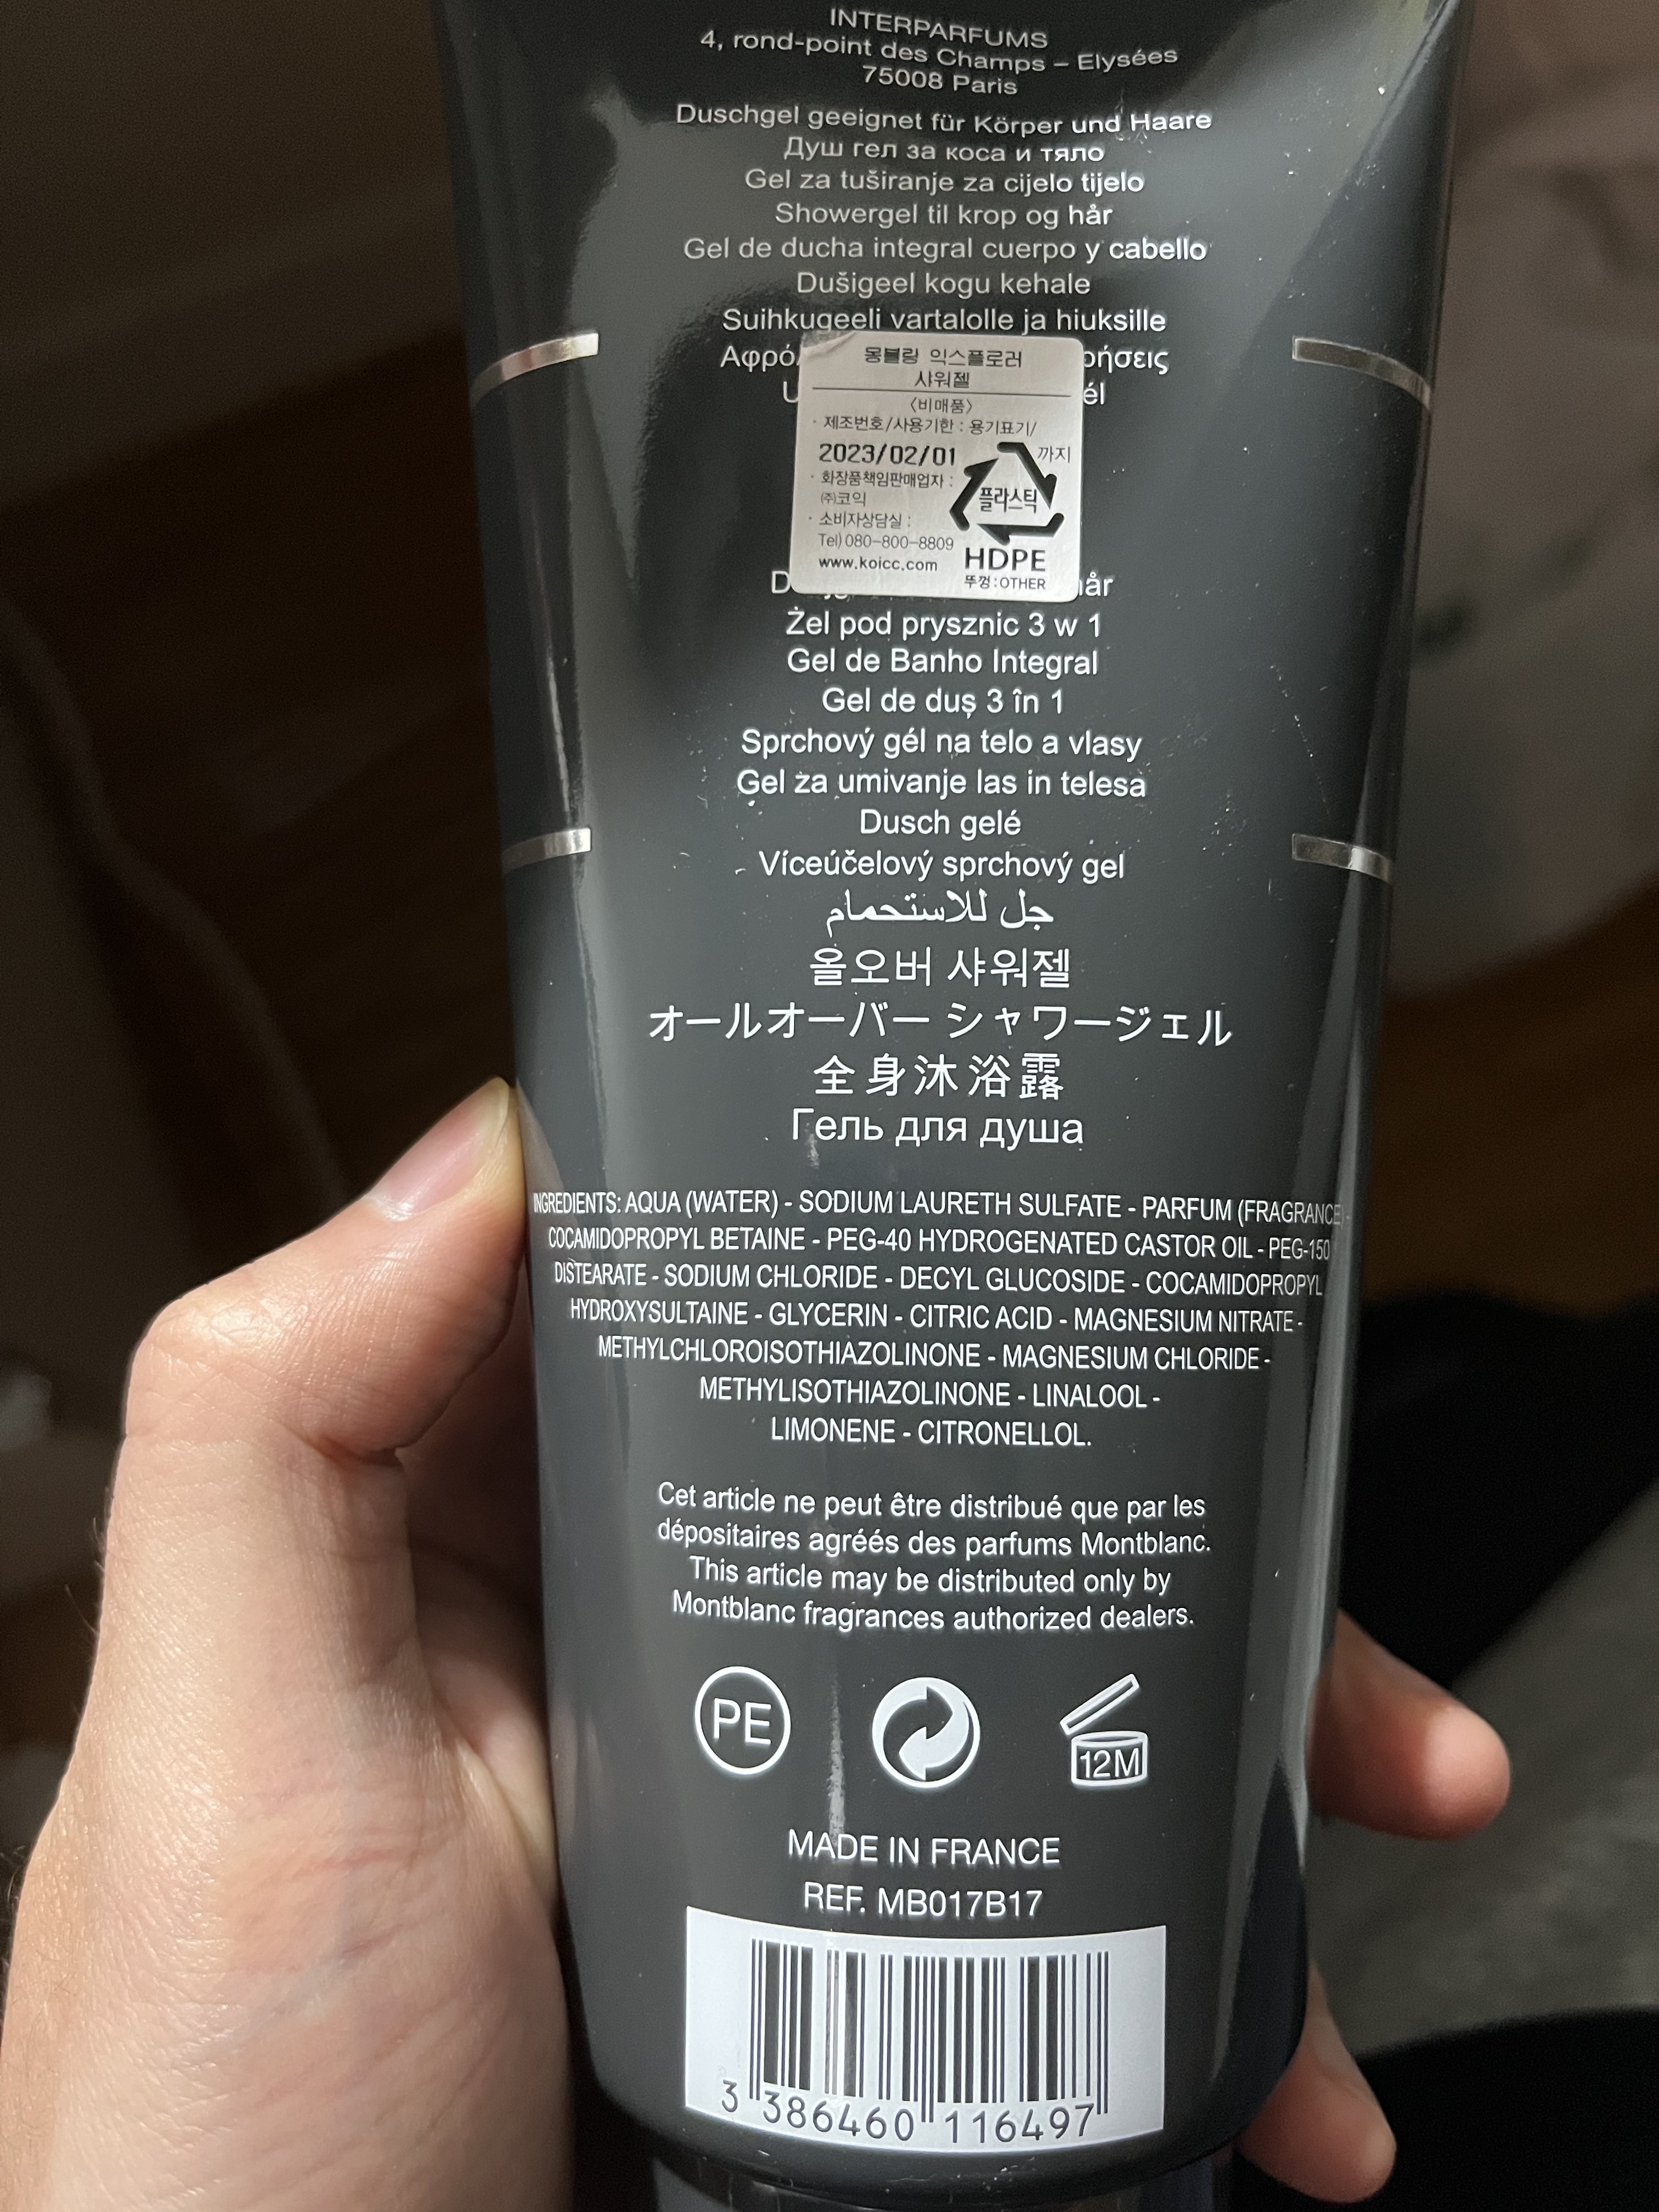 INTERPARFUMS
4, rond-point des Champs – Elysées
75008 Paris
Duschgel geeignet für Körper und Haare
Душ гел за коса и тяло
Gel za tuširanje za cijelo tijelo
Showergel til krop og hår
Gel de ducha integral cuerpo y cabello
Dušigeel kogu kehale
Suihkugeeli vartalolle ja hiuksille
몽블랑 익스플로러
샤워젤
〈비매품〉
· 제조번호/사용기한 : 용기표기/
2023/02/01 까지
· 화장품책임판매업자 :
㈜코익
· 소비자상담실 :
Tel) 080-800-8809
www.koicc.com
플라스틱
HDPE
뚜껑:OTHER
Żel pod prysznic 3 w 1
Gel de Banho Integral
Gel de duș 3 în 1
Sprchový gél na telo a vlasy
Gel za umivanje las in telesa
Dusch gelé
Víceúčelový sprchový gel
جل للاستحمام
올오버 샤워젤
オールオーバー シャワージェル
全身沐浴露
Гель для душа
INGREDIENTS: AQUA (WATER) - SODIUM LAURETH SULFATE - PARFUM (FRAGRANCE) -
COCAMIDOPROPYL BETAINE - PEG-40 HYDROGENATED CASTOR OIL - PEG-150
DISTEARATE - SODIUM CHLORIDE - DECYL GLUCOSIDE - COCAMIDOPROPYL
HYDROXYSULTAINE - GLYCERIN - CITRIC ACID - MAGNESIUM NITRATE -
METHYLCHLOROISOTHIAZOLINONE - MAGNESIUM CHLORIDE -
METHYLISOTHIAZOLINONE - LINALOOL -
LIMONENE - CITRONELLOL.
Cet article ne peut être distribué que par les
dépositaires agréés des parfums Montblanc.
This article may be distributed only by
Montblanc fragrances authorized dealers.
PE
12M
MADE IN FRANCE
REF. MB017B17
3 386460 116497